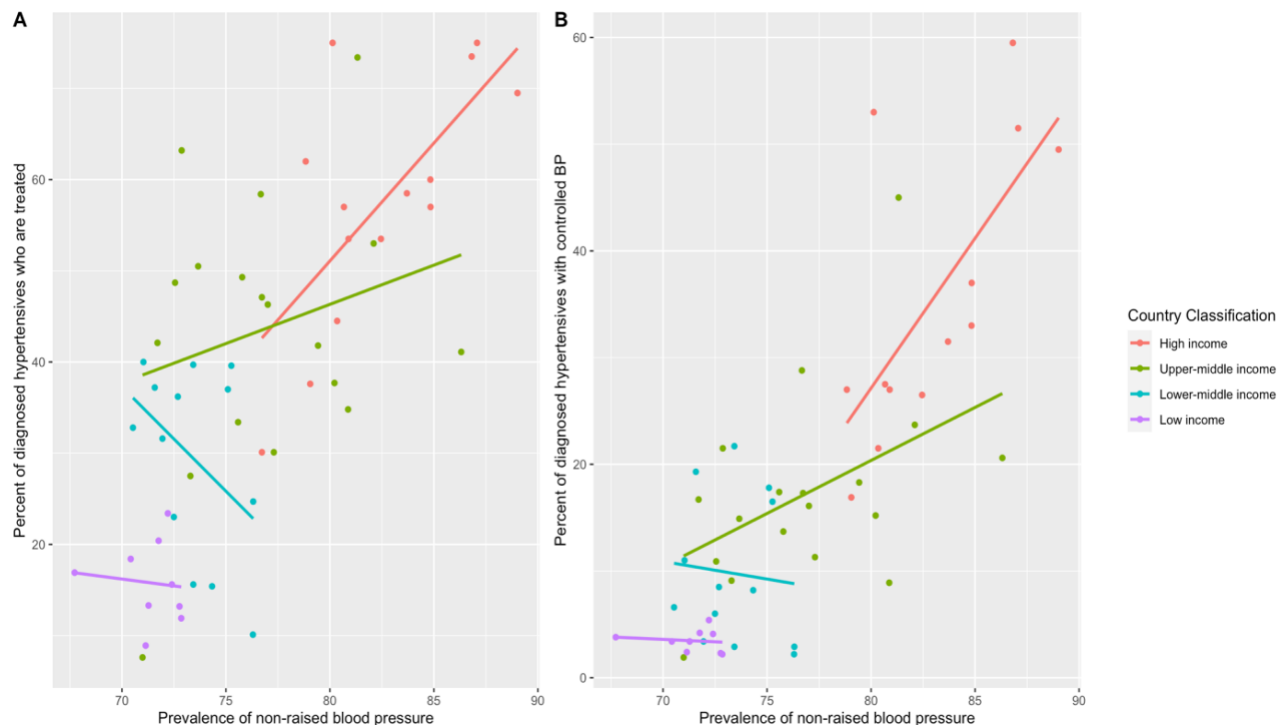 A
Percent of diagnosed hypertensives who are treated
60
40
20
70
75
80
85
90
Prevalence of non-raised blood pressure
B
Percent of diagnosed hypertensives with controlled BP
60
40
20
0
70
75
80
85
90
Prevalence of non-raised blood pressure
Country Classification
High income
Upper-middle income
Lower-middle income
Low income